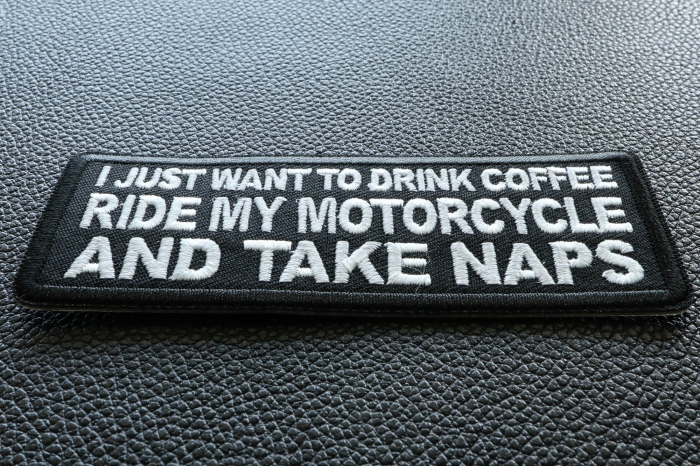 I JUST WANT TO DRINK COFFEE
RIDE MY MOTORCYCLE
AND TAKE NAPS